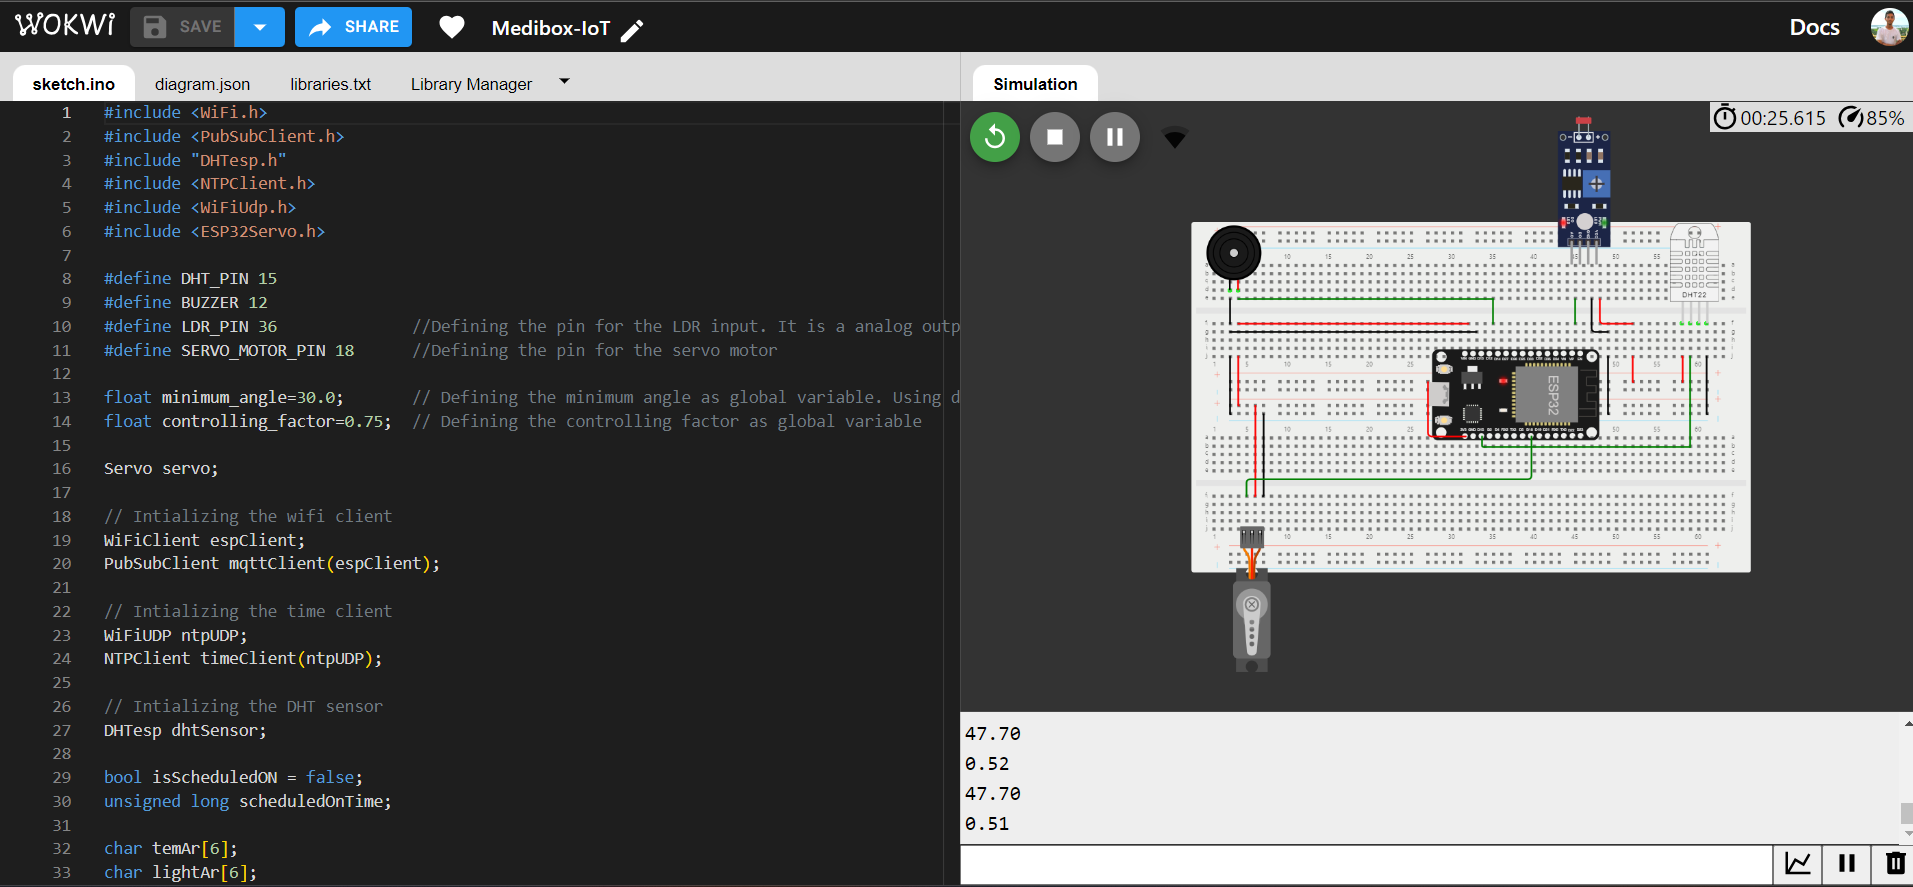 WOKWI
SAVE
SHARE
Medibox-IoT
Docs
sketch.ino
diagram.json
libraries.txt
Library Manager
Simulation
1 #include <WiFi.h>
2 #include <PubSubClient.h>
3 #include "DHTesp.h"
4 #include <NTPClient.h>
5 #include <WiFiUdp.h>
6 #include <ESP32Servo.h>
7
8 #define DHT_PIN 15
9 #define BUZZER 12
10 #define LDR_PIN 36 //Defining the pin for the LDR input. It is a analog outp
11 #define SERVO_MOTOR_PIN 18 //Defining the pin for the servo motor
12
13 float minimum_angle=30.0; // Defining the minimum angle as global variable. Using d
14 float controlling_factor=0.75; // Defining the controlling factor as global variable
15
16 Servo servo;
17
18 // Intializing the wifi client
19 WiFiClient espClient;
20 PubSubClient mqttClient(espClient);
21
22 // Intializing the time client
23 WiFiUDP ntpUDP;
24 NTPClient timeClient(ntpUDP);
25
26 // Intializing the DHT sensor
27 DHTesp dhtSensor;
28
29 bool isScheduledON = false;
30 unsigned long scheduledOnTime;
31
32 char temAr[6];
33 char lightAr[6];
00:25.615 85%
DHT22
ESP32
47.70
0.52
47.70
0.51